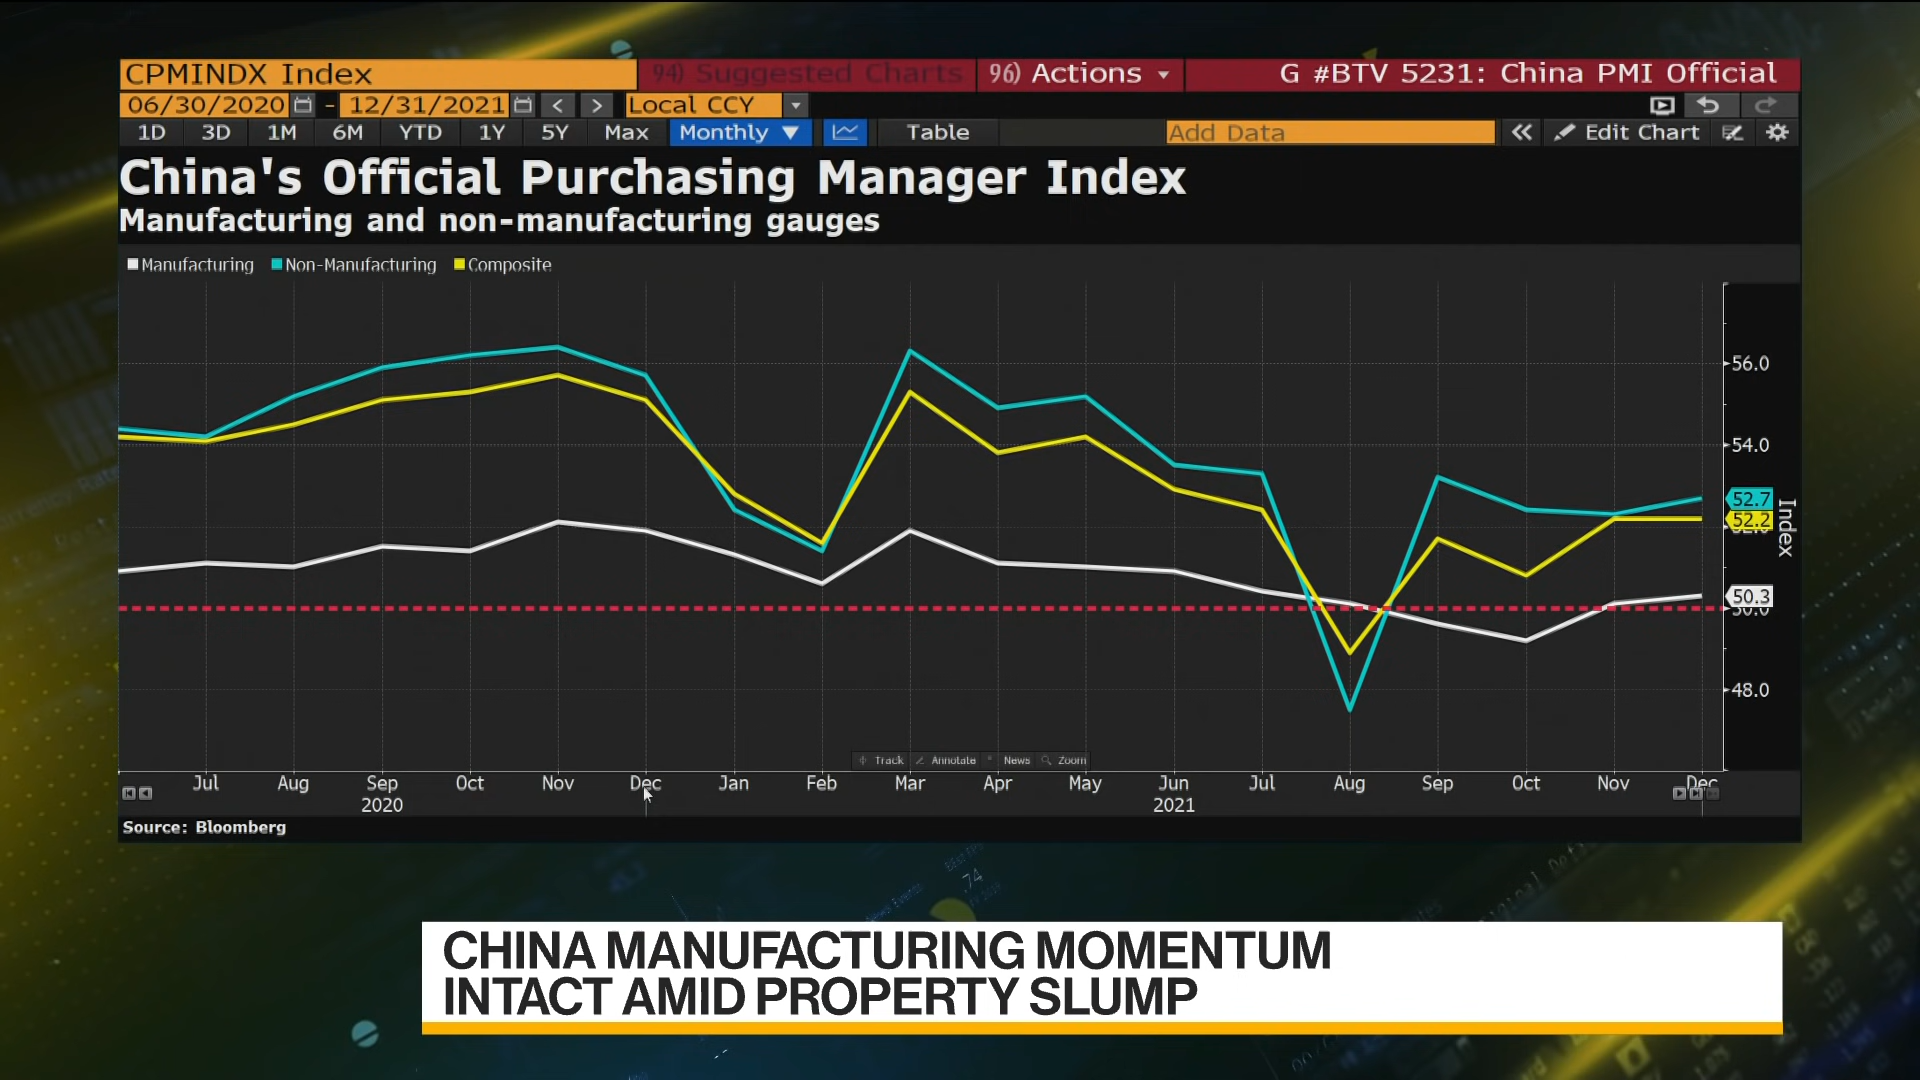 CPMINDX Index 94) Suggested Charts 96) Actions G #BTV 5231: China PMI Official
06/30/2020 - 12/31/2021 < > Local CCY
1D 3D 1M 6M YTD 1Y 5Y Max Monthly ▼ Table Add Data « Edit Chart
China's Official Purchasing Manager Index
Manufacturing and non-manufacturing gauges
Manufacturing Non-Manufacturing Composite
56.0
54.0
52.7
52.2
50.3
48.0
Index
Track Annotate News Zoom
Jul Aug Sep Oct Nov Dec Jan Feb Mar Apr May Jun Jul Aug Sep Oct Nov Dec
2020 2021
Source: Bloomberg
CHINA MANUFACTURING MOMENTUM
INTACT AMID PROPERTY SLUMP